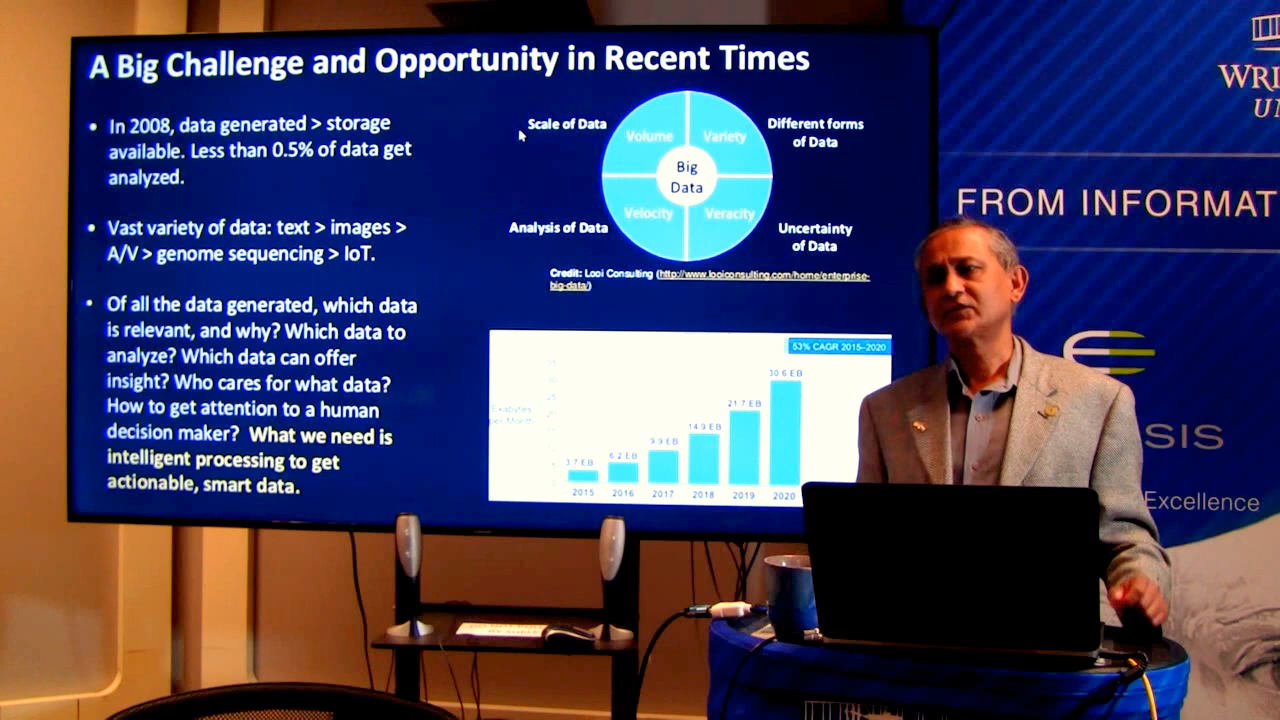 A Big Challenge and Opportunity in Recent Times
• In 2008, data generated > storage
available. Less than 0.5% of data get
analyzed.
• Vast variety of data: text > images >
A/V > genome sequencing > IoT.
• Of all the data generated, which data
is relevant, and why? Which data to
analyze? Which data can offer
insight? Who cares for what data?
How to get attention to a human
decision maker? What we need is
intelligent processing to get
actionable, smart data.
Scale of Data
Volume
Variety
Different forms
of Data
Big
Data
Analysis of Data
Velocity
Veracity
Uncertainty
of Data
Credit: Looi Consulting (http://www.looiconsulting.com/home/enterprise-
big-data/)
53% CAGR 2015–2020
Exabytes
per Month
3.7 EB
6.2 EB
9.9 EB
14.9 EB
21.7 EB
30.6 EB
2015 2016 2017 2018 2019 2020
WRI
UN
FROM INFORMAT
SIS
Excellence